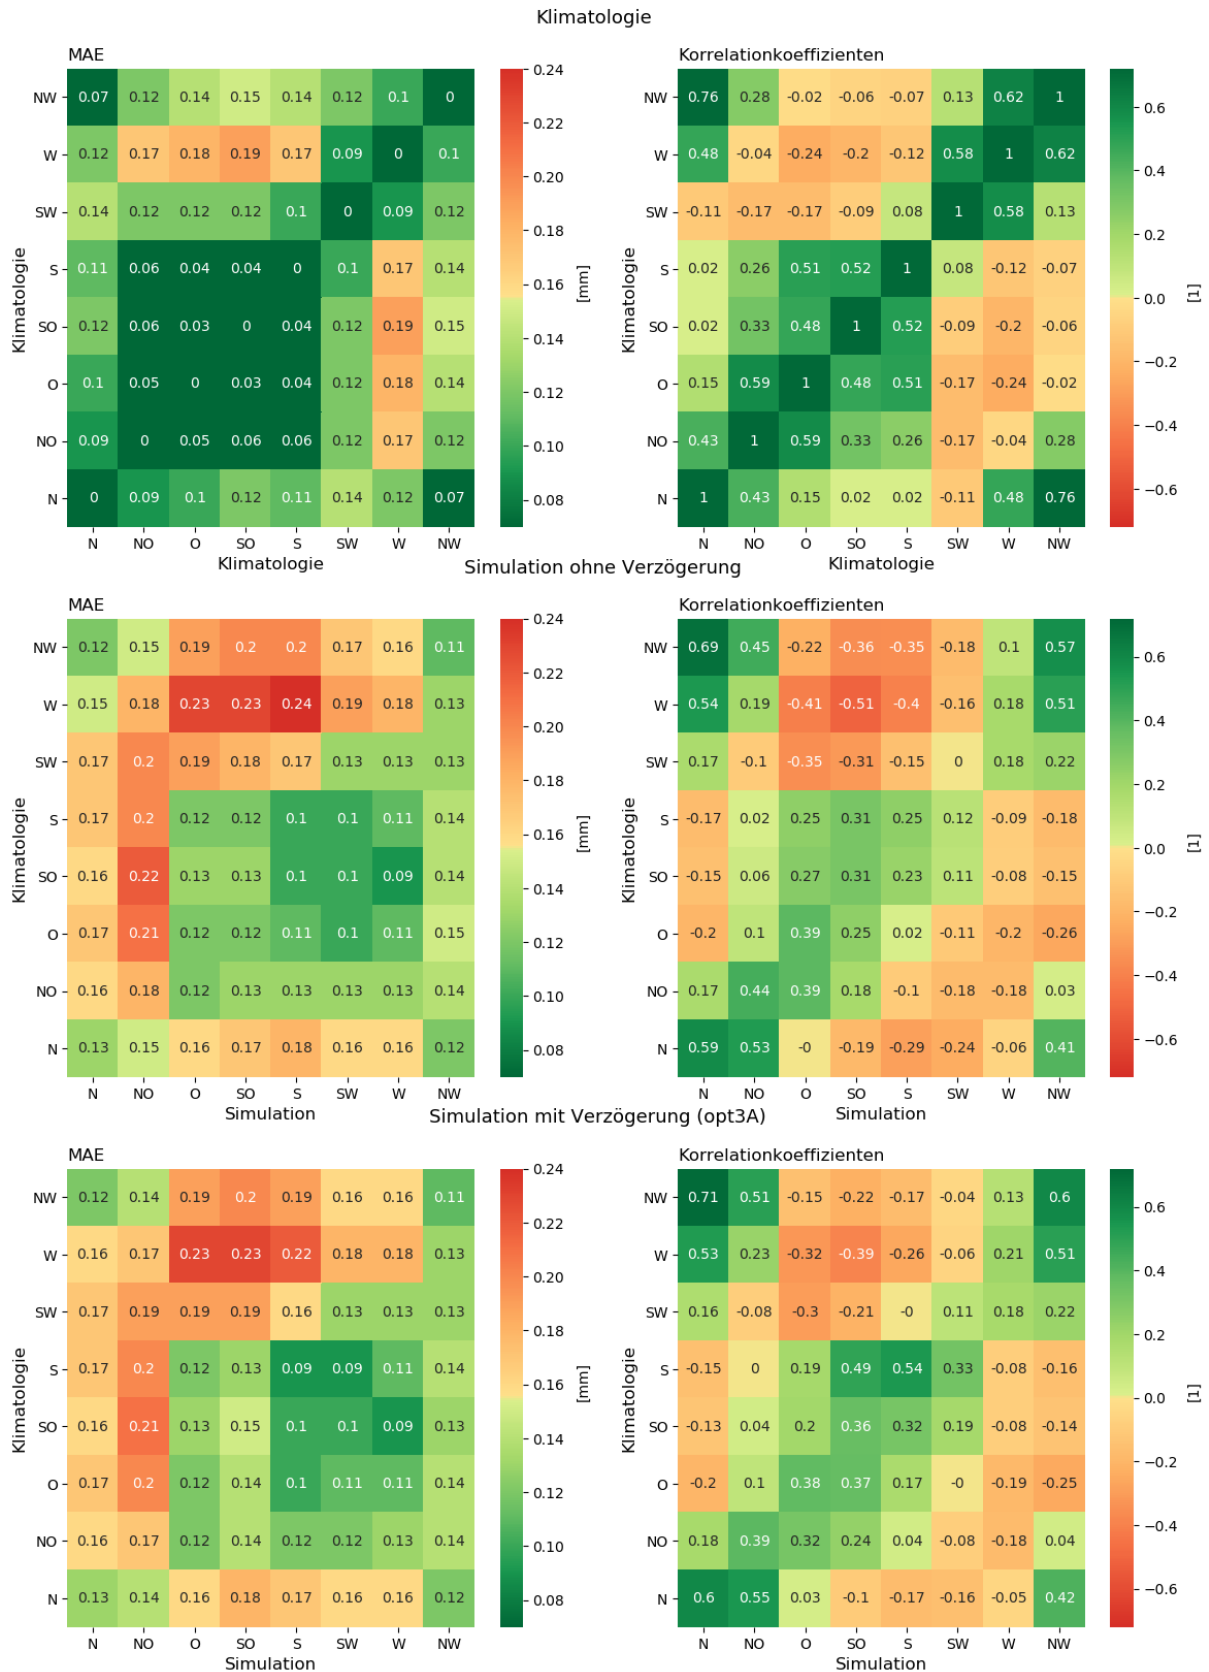 Klimatologie
MAE Korrelationkoeffizienten
NW 0.07 0.12 0.14 0.15 0.14 0.12 0.1 0
W 0.12 0.17 0.18 0.19 0.17 0.09 0 0.1
SW 0.14 0.12 0.12 0.12 0.1 0 0.09 0.12
S 0.11 0.06 0.04 0.04 0 0.1 0.17 0.14
SO 0.12 0.06 0.03 0 0.04 0.12 0.19 0.15
O 0.1 0.05 0 0.03 0.04 0.12 0.18 0.14
NO 0.09 0 0.05 0.06 0.06 0.12 0.17 0.12
N 0 0.09 0.1 0.12 0.11 0.14 0.12 0.07
N NO O SO S SW W NW
Klimatologie
Klimatologie
0.24
0.22
0.20
0.18
0.16
0.14
0.12
0.10
0.08
[mm]
NW 0.76 0.28 -0.02 -0.06 -0.07 0.13 0.62 1
W 0.48 -0.04 -0.24 -0.2 -0.12 0.58 1 0.62
SW -0.11 -0.17 -0.17 -0.09 0.08 1 0.58 0.13
S 0.02 0.26 0.51 0.52 1 0.08 -0.12 -0.07
SO 0.02 0.33 0.48 1 0.52 -0.09 -0.2 -0.06
O 0.15 0.59 1 0.48 0.51 -0.17 -0.24 -0.02
NO 0.43 1 0.59 0.33 0.26 -0.17 -0.04 0.28
N 1 0.43 0.15 0.02 0.02 -0.11 0.48 0.76
N NO O SO S SW W NW
Klimatologie
Klimatologie
0.6
0.4
0.2
0.0
−0.2
−0.4
−0.6
[1]
Simulation ohne Verzögerung
MAE Korrelationkoeffizienten
NW 0.12 0.15 0.19 0.2 0.2 0.17 0.16 0.11
W 0.15 0.18 0.23 0.23 0.24 0.19 0.18 0.13
SW 0.17 0.2 0.19 0.18 0.17 0.13 0.13 0.13
S 0.17 0.2 0.12 0.12 0.1 0.1 0.11 0.14
SO 0.16 0.22 0.13 0.13 0.1 0.1 0.09 0.14
O 0.17 0.21 0.12 0.12 0.11 0.1 0.11 0.15
NO 0.16 0.18 0.12 0.13 0.13 0.13 0.13 0.14
N 0.13 0.15 0.16 0.17 0.18 0.16 0.16 0.12
N NO O SO S SW W NW
Simulation
Klimatologie
0.24
0.22
0.20
0.18
0.16
0.14
0.12
0.10
0.08
[mm]
NW 0.69 0.45 -0.22 -0.36 -0.35 -0.18 0.1 0.57
W 0.54 0.19 -0.41 -0.51 -0.4 -0.16 0.18 0.51
SW 0.17 -0.1 -0.35 -0.31 -0.15 0 0.18 0.22
S -0.17 0.02 0.25 0.31 0.25 0.12 -0.09 -0.18
SO -0.15 0.06 0.27 0.31 0.23 0.11 -0.08 -0.15
O -0.2 0.1 0.39 0.25 0.02 -0.11 -0.2 -0.26
NO 0.17 0.44 0.39 0.18 -0.1 -0.18 -0.18 0.03
N 0.59 0.53 -0 -0.19 -0.29 -0.24 -0.06 0.41
N NO O SO S SW W NW
Simulation
Klimatologie
0.6
0.4
0.2
0.0
−0.2
−0.4
−0.6
[1]
Simulation mit Verzögerung (opt3A)
MAE Korrelationkoeffizienten
NW 0.12 0.14 0.19 0.2 0.19 0.16 0.16 0.11
W 0.16 0.17 0.23 0.23 0.22 0.18 0.18 0.13
SW 0.17 0.19 0.19 0.19 0.16 0.13 0.13 0.13
S 0.17 0.2 0.12 0.13 0.09 0.09 0.11 0.14
SO 0.16 0.21 0.13 0.15 0.1 0.1 0.09 0.13
O 0.17 0.2 0.12 0.14 0.1 0.11 0.11 0.14
NO 0.16 0.17 0.12 0.14 0.12 0.12 0.13 0.14
N 0.13 0.14 0.16 0.18 0.17 0.16 0.16 0.12
N NO O SO S SW W NW
Simulation
Klimatologie
0.24
0.22
0.20
0.18
0.16
0.14
0.12
0.10
0.08
[mm]
NW 0.71 0.51 -0.15 -0.22 -0.17 -0.04 0.13 0.6
W 0.53 0.23 -0.32 -0.39 -0.26 -0.06 0.21 0.51
SW 0.16 -0.08 -0.3 -0.21 -0 0.11 0.18 0.22
S -0.15 0 0.19 0.49 0.54 0.33 -0.08 -0.16
SO -0.13 0.04 0.2 0.36 0.32 0.19 -0.08 -0.14
O -0.2 0.1 0.38 0.37 0.17 -0 -0.19 -0.25
NO 0.18 0.39 0.32 0.24 0.04 -0.08 -0.18 0.04
N 0.6 0.55 0.03 -0.1 -0.17 -0.16 -0.05 0.42
N NO O SO S SW W NW
Simulation
Klimatologie
0.6
0.4
0.2
0.0
−0.2
−0.4
−0.6
[1]